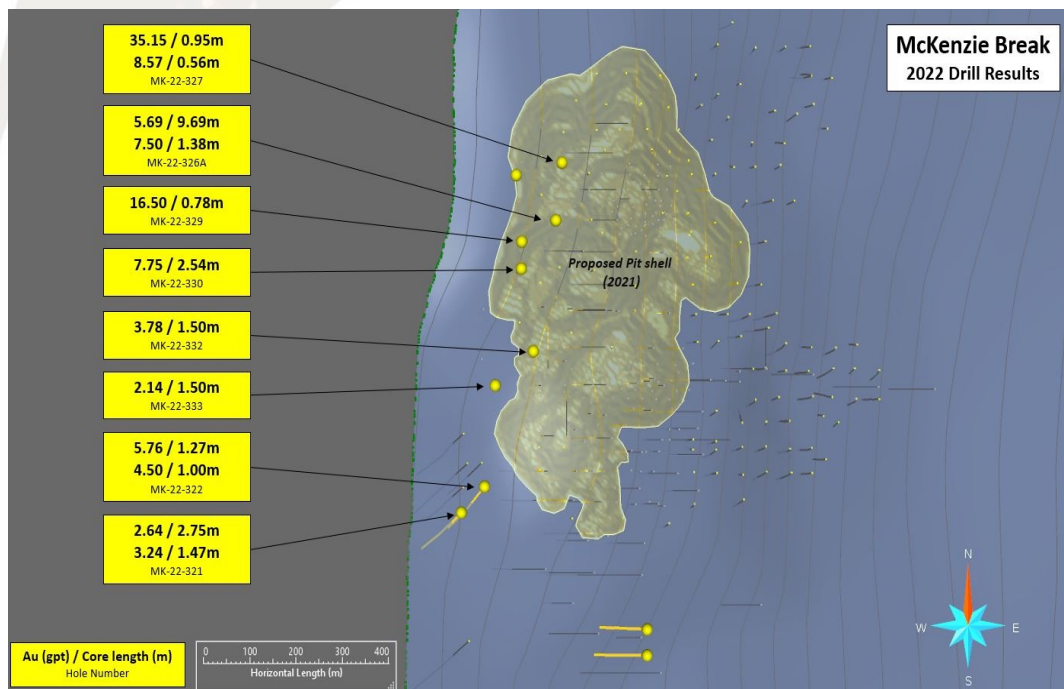 McKenzie Break
2022 Drill Results
35.15 / 0.95m
8.57 / 0.56m
MK-22-327
5.69 / 9.69m
7.50 / 1.38m
MK-22-326A
16.50 / 0.78m
MK-22-329
7.75 / 2.54m
MK-22-330
3.78 / 1.50m
MK-22-332
2.14 / 1.50m
MK-22-333
5.76 / 1.27m
4.50 / 1.00m
MK-22-322
2.64 / 2.75m
3.24 / 1.47m
MK-22-321
Proposed Pit shell
(2021)
Au (gpt) / Core length (m)
Hole Number
0 100 200 300 400
Horizontal Length (m)
N
W E
S